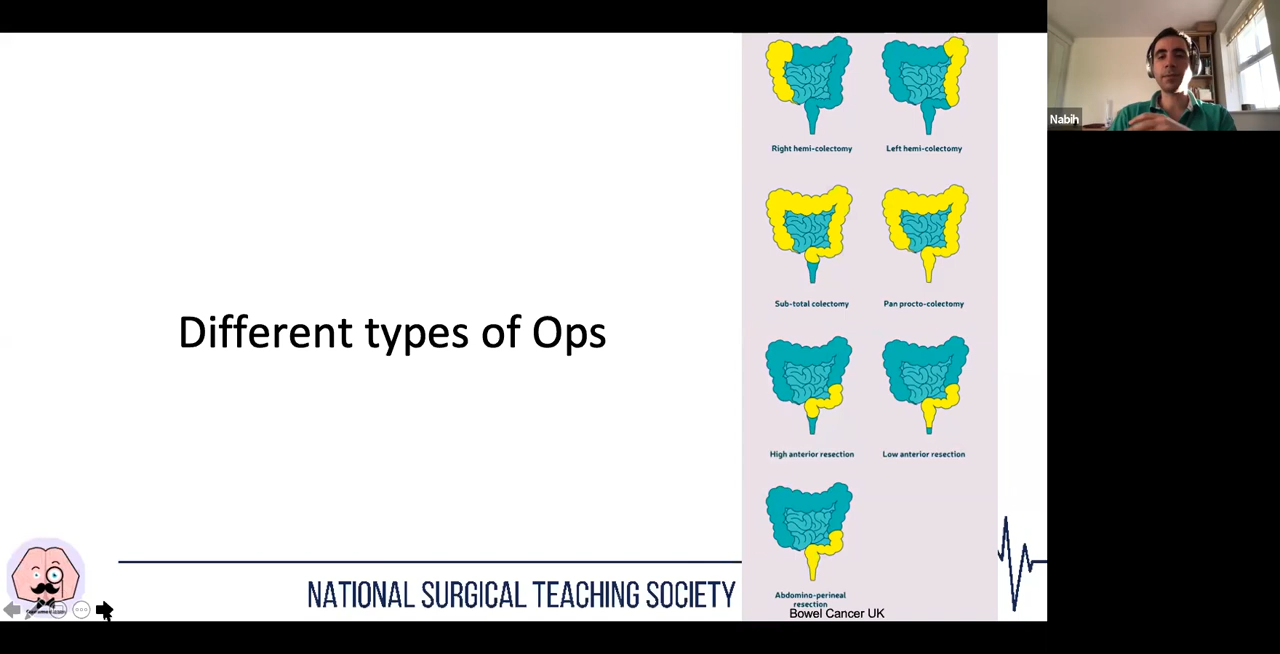 Nabih
Right hemi-colectomy
Left hemi-colectomy
Sub-total colectomy
Pan procto-colectomy
Different types of Ops
High anterior resection
Low anterior resection
Abdomino-perineal
resection
Bowel Cancer UK
NATIONAL SURGICAL TEACHING SOCIETY